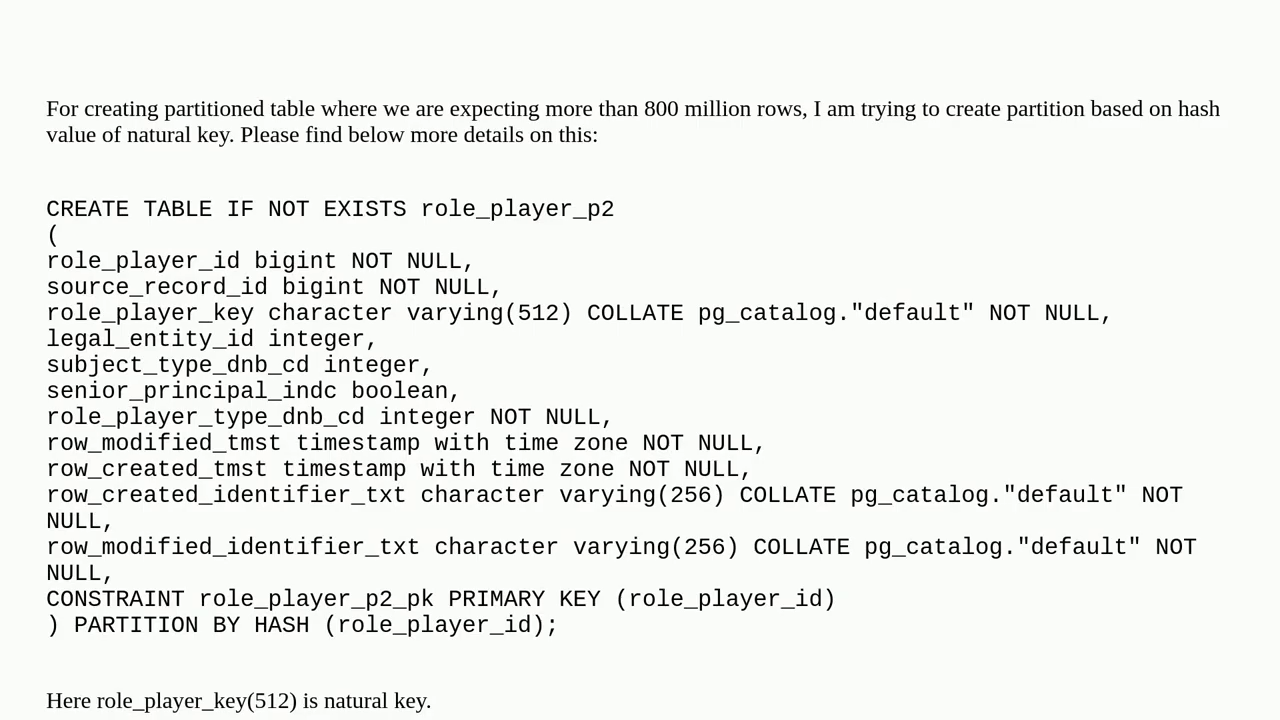 For creating partitioned table where we are expecting more than 800 million rows, I am trying to create partition based on hash
value of natural key. Please find below more details on this:
CREATE TABLE IF NOT EXISTS role_player_p2
(
role_player_id bigint NOT NULL,
source_record_id bigint NOT NULL,
role_player_key character varying(512) COLLATE pg_catalog."default" NOT NULL,
legal_entity_id integer,
subject_type_dnb_cd integer,
senior_principal_indc boolean,
role_player_type_dnb_cd integer NOT NULL,
row_modified_tmst timestamp with time zone NOT NULL,
row_created_tmst timestamp with time zone NOT NULL,
row_created_identifier_txt character varying(256) COLLATE pg_catalog."default" NOT
NULL,
row_modified_identifier_txt character varying(256) COLLATE pg_catalog."default" NOT
NULL,
CONSTRAINT role_player_p2_pk PRIMARY KEY (role_player_id)
) PARTITION BY HASH (role_player_id);
Here role_player_key(512) is natural key.